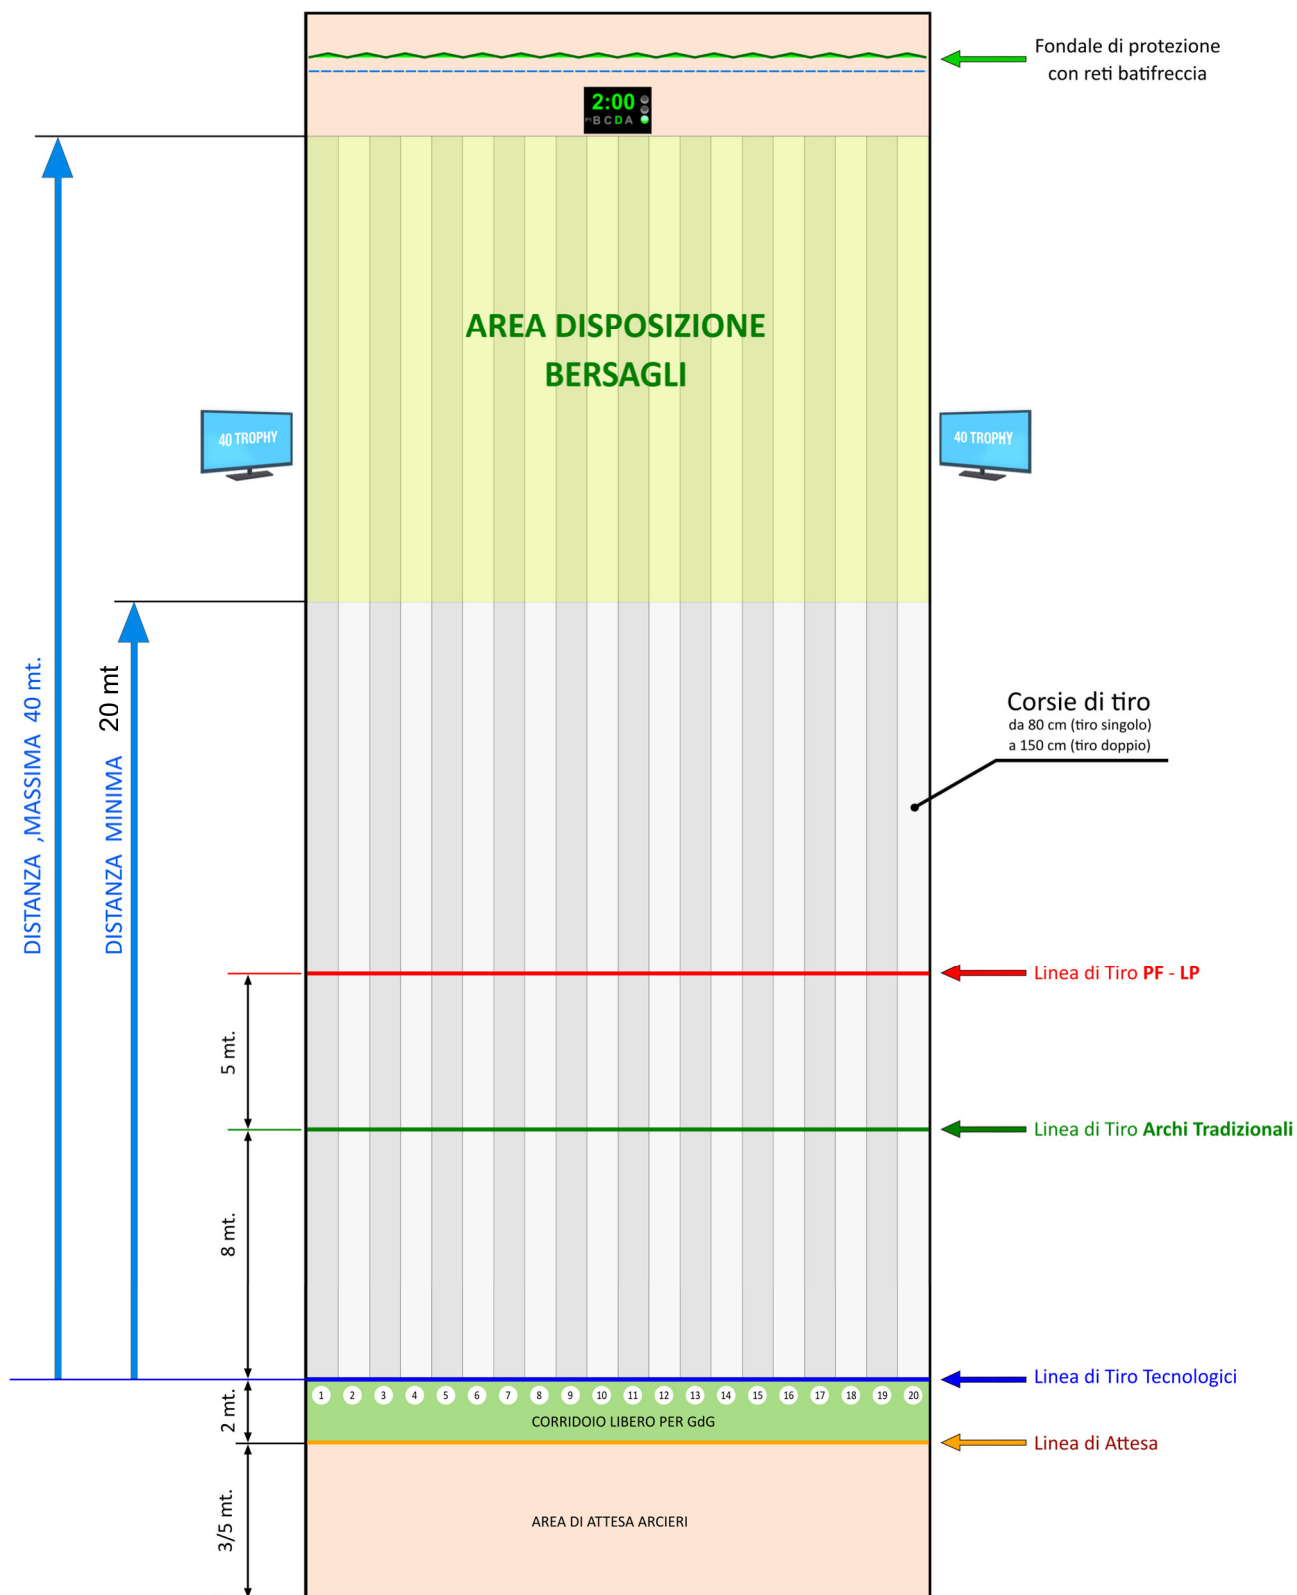 Fondale di protezione
con reti batifreccia
2:00
B C D A
AREA DISPOSIZIONE
BERSAGLI
40 TROPHY
40 TROPHY
DISTANZA ,MASSIMA 40 mt.
DISTANZA MINIMA 20 mt
Corsie di tiro
da 80 cm (tiro singolo)
a 150 cm (tiro doppio)
Linea di Tiro PF - LP
5 mt.
Linea di Tiro Archi Tradizionali
8 mt.
Linea di Tiro Tecnologici
1 2 3 4 5 6 7 8 9 10 11 12 13 14 15 16 17 18 19 20
2 mt.
CORRIDOIO LIBERO PER GdG
Linea di Attesa
3/5 mt.
AREA DI ATTESA ARCIERI